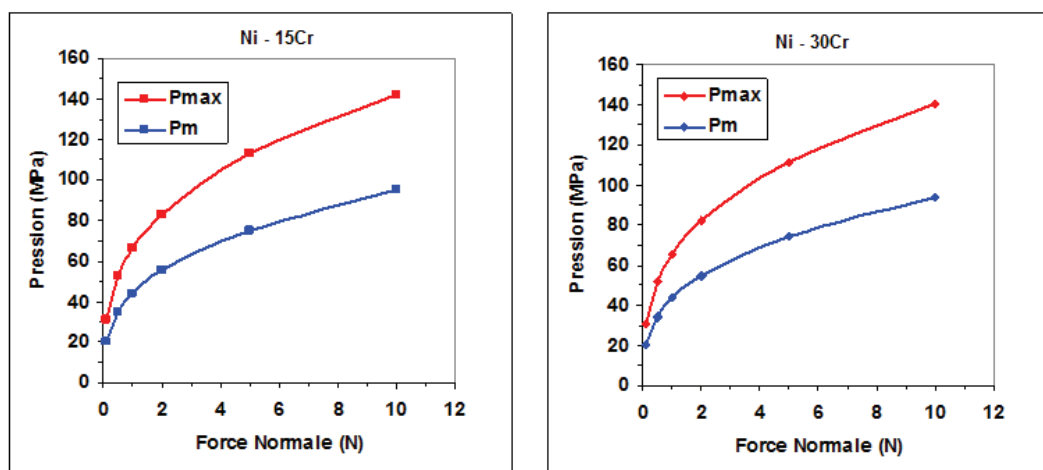 Ni - 15Cr
Pression (MPa)
160
140
120
100
80
60
40
20
0
Pmax
Pm
0 2 4 6 8 10 12
Force Normale (N)
Ni - 30Cr
Pression (MPa)
160
140
120
100
80
60
40
20
0
Pmax
Pm
0 2 4 6 8 10 12
Force Normale (N)